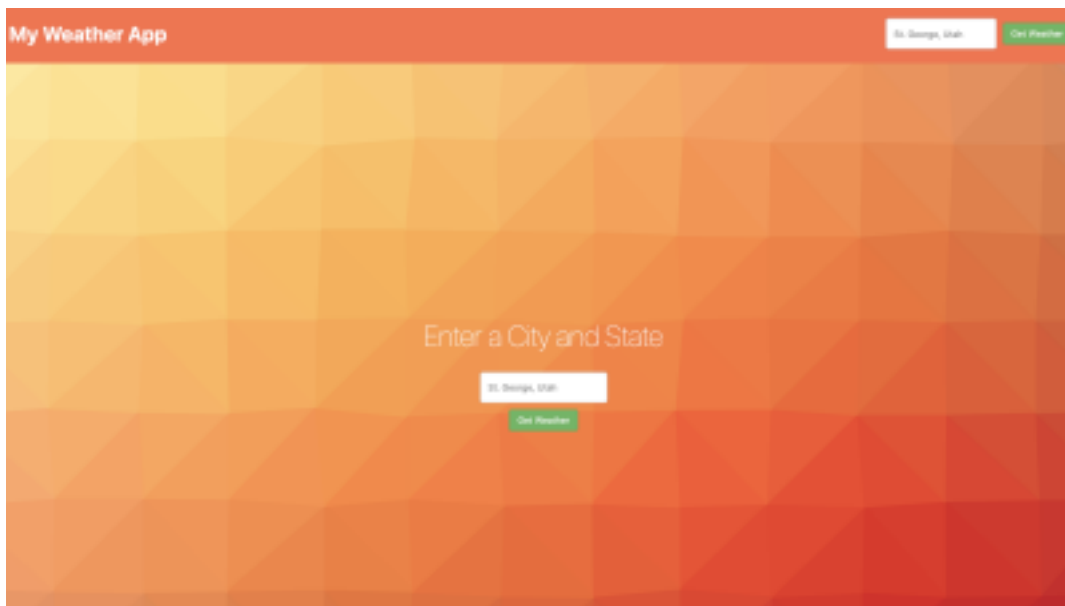 My Weather App
St. George, Utah
Get Weather
Enter a City and State
St. George, Utah
Get Weather